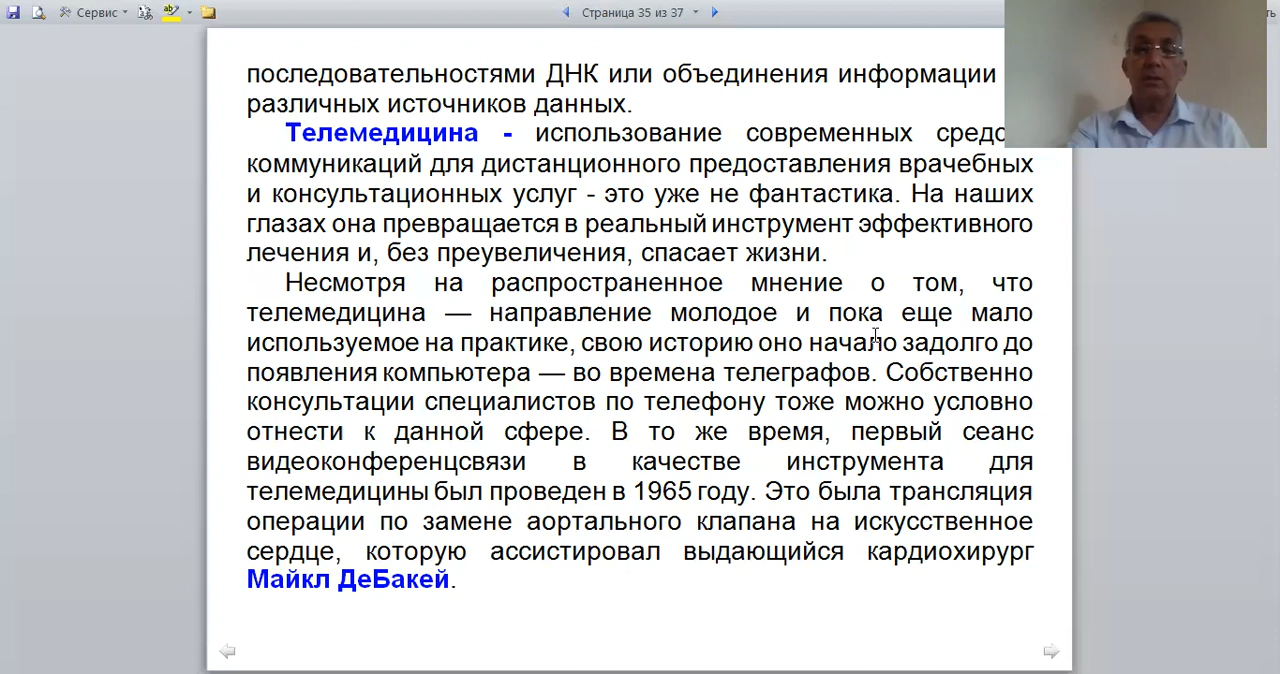 Сервис
Страница 35 из 37
ть
последовательностями ДНК или объединения информации
различных источников данных.
Телемедицина - использование современных средс
коммуникаций для дистанционного предоставления врачебных
и консультационных услуг - это уже не фантастика. На наших
глазах она превращается в реальный инструмент эффективного
лечения и, без преувеличения, спасает жизни.
Несмотря на распространенное мнение о том, что
телемедицина — направление молодое и пока еще мало
используемое на практике, свою историю оно начало задолго до
появления компьютера — во времена телеграфов. Собственно
консультации специалистов по телефону тоже можно условно
отнести к данной сфере. В то же время, первый сеанс
видеоконференцсвязи в качестве инструмента для
телемедицины был проведен в 1965 году. Это была трансляция
операции по замене аортального клапана на искусственное
сердце, которую ассистировал выдающийся кардиохирург
Майкл ДеБакей.